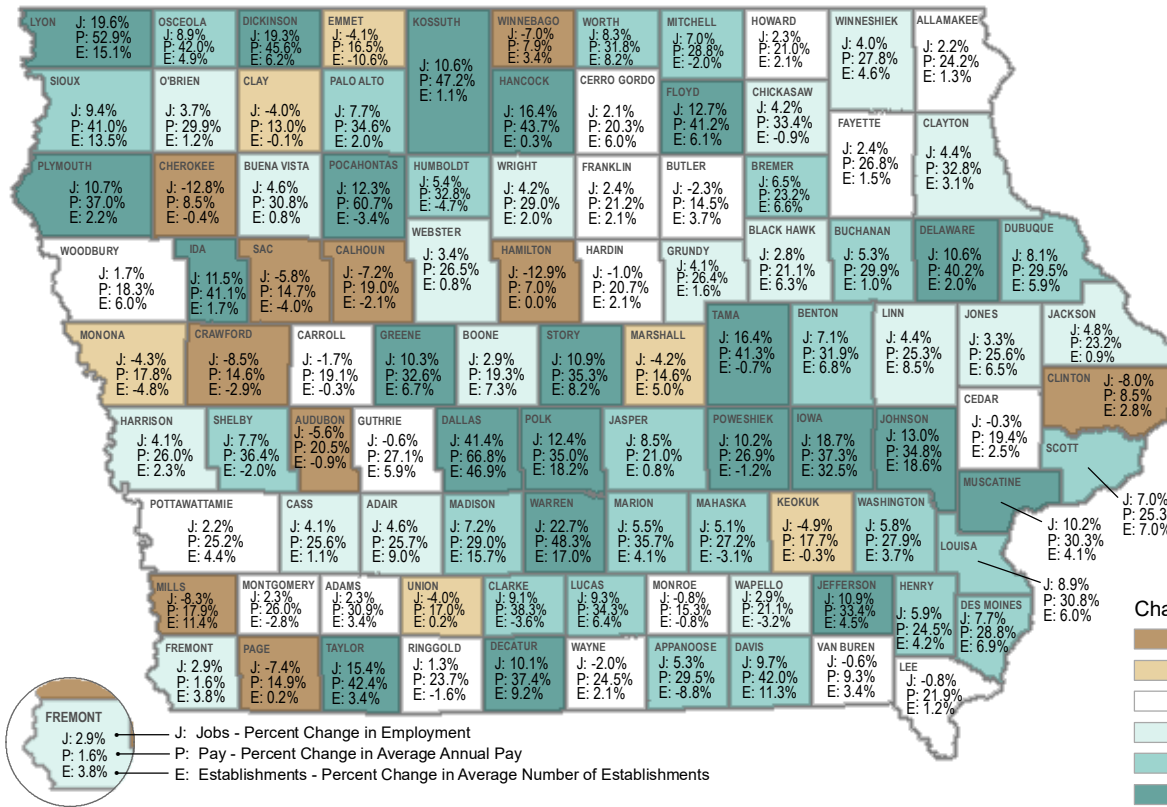 LYON
J: 19.6%
P: 52.9%
E: 15.1%
OSCEOLA
J: 8.9%
P: 42.0%
E: 4.9%
DICKINSON
J: 19.3%
P: 45.6%
E: 6.2%
EMMET
J: -4.1%
P: 16.5%
E: -10.6%
KOSSUTH
J: 10.6%
P: 47.2%
E: 1.1%
WINNEBAGO
J: -7.0%
P: 7.9%
E: 3.4%
WORTH
J: 8.3%
P: 31.8%
E: 8.2%
MITCHELL
J: 7.0%
P: 28.8%
E: -2.0%
HOWARD
J: 2.3%
P: 21.0%
E: 2.1%
WINNESHIEK
J: 4.0%
P: 27.8%
E: 4.6%
ALLAMAKEE
J: 2.2%
P: 24.2%
E: 1.3%
SIOUX
J: 9.4%
P: 41.0%
E: 13.5%
O'BRIEN
J: 3.7%
P: 29.9%
E: 1.2%
CLAY
J: -4.0%
P: 13.0%
E: -0.1%
PALO ALTO
J: 7.7%
P: 34.6%
E: 2.0%
HANCOCK
J: 16.4%
P: 43.7%
E: 0.3%
CERRO GORDO
J: 2.1%
P: 20.3%
E: 6.0%
FLOYD
J: 12.7%
P: 41.2%
E: 6.1%
CHICKASAW
J: 4.2%
P: 33.4%
E: -0.9%
FAYETTE
J: 2.4%
P: 26.8%
E: 1.5%
CLAYTON
J: 4.4%
P: 32.8%
E: 3.1%
PLYMOUTH
J: 10.7%
P: 37.0%
E: 2.2%
CHEROKEE
J: -12.8%
P: 8.5%
E: -0.4%
BUENA VISTA
J: 4.6%
P: 30.8%
E: 0.8%
POCAHONTAS
J: 12.3%
P: 60.7%
E: -3.4%
HUMBOLDT
J: 5.4%
P: 32.8%
E: -4.7%
WRIGHT
J: 4.2%
P: 29.0%
E: 2.0%
FRANKLIN
J: 2.4%
P: 21.2%
E: 2.1%
BUTLER
J: -2.3%
P: 14.5%
E: 3.7%
BREMER
J: 6.5%
P: 23.2%
E: 6.6%
WOODBURY
J: 1.7%
P: 18.3%
E: 6.0%
IDA
J: 11.5%
P: 41.1%
E: 1.7%
SAC
J: -5.8%
P: 14.7%
E: -4.0%
CALHOUN
J: -7.2%
P: 19.0%
E: -2.1%
WEBSTER
J: 3.4%
P: 26.5%
E: 0.8%
HAMILTON
J: -12.9%
P: 7.0%
E: 0.0%
HARDIN
J: -1.0%
P: 20.7%
E: 2.1%
GRUNDY
J: 4.1%
P: 26.4%
E: 1.6%
BLACK HAWK
J: 2.8%
P: 21.1%
E: 6.3%
BUCHANAN
J: 5.3%
P: 29.9%
E: 1.0%
DELAWARE
J: 10.6%
P: 40.2%
E: 2.0%
DUBUQUE
J: 8.1%
P: 29.5%
E: 5.9%
MONONA
J: -4.3%
P: 17.8%
E: -4.8%
CRAWFORD
J: -8.5%
P: 14.6%
E: -2.9%
CARROLL
J: -1.7%
P: 19.1%
E: -0.3%
GREENE
J: 10.3%
P: 32.6%
E: 6.7%
BOONE
J: 2.9%
P: 19.3%
E: 7.3%
STORY
J: 10.9%
P: 35.3%
E: 8.2%
MARSHALL
J: -4.2%
P: 14.6%
E: 5.0%
TAMA
J: 16.4%
P: 41.3%
E: -0.7%
BENTON
J: 7.1%
P: 31.9%
E: 6.8%
LINN
J: 4.4%
P: 25.3%
E: 8.5%
JONES
J: 3.3%
P: 25.6%
E: 6.5%
JACKSON
J: 4.8%
P: 23.2%
E: 0.9%
CLINTON
J: -8.0%
P: 8.5%
E: 2.8%
CEDAR
J: -0.3%
P: 19.4%
E: 2.5%
HARRISON
J: 4.1%
P: 26.0%
E: 2.3%
SHELBY
J: 7.7%
P: 36.4%
E: -2.0%
AUDUBON
J: -5.6%
P: 20.5%
E: -0.9%
GUTHRIE
J: -0.6%
P: 27.1%
E: 5.9%
DALLAS
J: 41.4%
P: 66.8%
E: 46.9%
POLK
J: 12.4%
P: 35.0%
E: 18.2%
JASPER
J: 8.5%
P: 21.0%
E: 0.8%
POWESHIEK
J: 10.2%
P: 26.9%
E: -1.2%
IOWA
J: 18.7%
P: 37.3%
E: 32.5%
JOHNSON
J: 13.0%
P: 34.8%
E: 18.6%
SCOTT
J: 7.0%
P: 25.3
E: 7.0%
MUSCATINE
J: 10.2%
P: 30.3%
E: 4.1%
POTTAWATTAMIE
J: 2.2%
P: 25.2%
E: 4.4%
CASS
J: 4.1%
P: 25.6%
E: 1.1%
ADAIR
J: 4.6%
P: 25.7%
E: 9.0%
MADISON
J: 7.2%
P: 29.0%
E: 15.7%
WARREN
J: 22.7%
P: 48.3%
E: 17.0%
MARION
J: 5.5%
P: 35.7%
E: 4.1%
MAHASKA
J: 5.1%
P: 27.2%
E: -3.1%
KEOKUK
J: -4.9%
P: 17.7%
E: -0.3%
WASHINGTON
J: 5.8%
P: 27.9%
E: 3.7%
LOUISA
J: 8.9%
P: 30.8%
E: 6.0%
MILLS
J: -8.3%
P: 17.9%
E: 11.4%
MONTGOMERY
J: 2.3%
P: 26.0%
E: -2.8%
ADAMS
J: 2.3%
P: 30.9%
E: 3.4%
UNION
J: -4.0%
P: 17.0%
E: 0.2%
CLARKE
J: 9.1%
P: 38.3%
E: -3.6%
LUCAS
J: 9.3%
P: 34.3%
E: 6.4%
MONROE
J: -0.8%
P: 15.3%
E: -0.8%
WAPELLO
J: 2.9%
P: 21.1%
E: -3.2%
JEFFERSON
J: 10.9%
P: 33.4%
E: 4.5%
HENRY
J: 5.9%
P: 24.5%
E: 4.2%
DES MOINES
J: 7.7%
P: 28.8%
E: 6.9%
FREMONT
J: 2.9%
P: 1.6%
E: 3.8%
PAGE
J: -7.4%
P: 14.9%
E: 0.2%
TAYLOR
J: 15.4%
P: 42.4%
E: 3.4%
RINGGOLD
J: 1.3%
P: 23.7%
E: -1.6%
DECATUR
J: 10.1%
P: 37.4%
E: 9.2%
WAYNE
J: -2.0%
P: 24.5%
E: 2.1%
APPANOOSE
J: 5.3%
P: 29.5%
E: -8.8%
DAVIS
J: 9.7%
P: 42.0%
E: 11.3%
VAN BUREN
J: -0.6%
P: 9.3%
E: 3.4%
LEE
J: -0.8%
P: 21.9%
E: 1.2%
Cha
FREMONT
J: 2.9%
P: 1.6%
E: 3.8%
J: Jobs - Percent Change in Employment
P: Pay - Percent Change in Average Annual Pay
E: Establishments - Percent Change in Average Number of Establishments